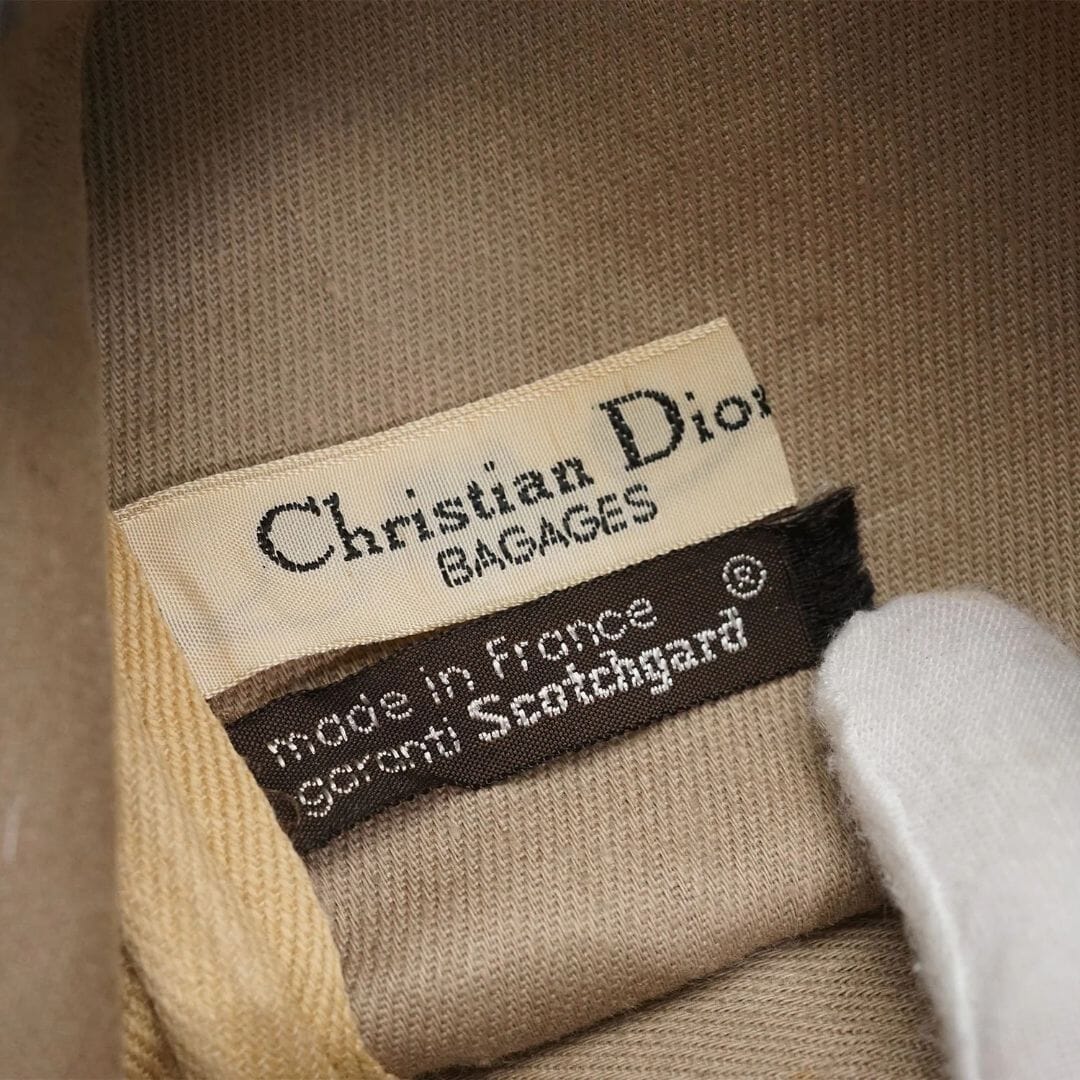 Christian Dior
BAGAGES
made in France
garanti Scotchgard®